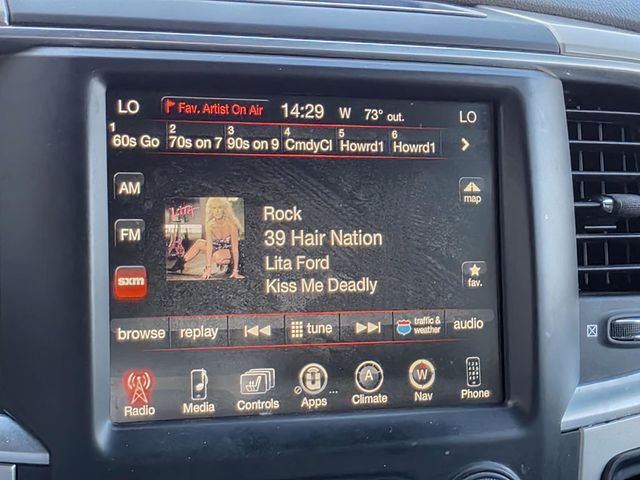 LO Fav. Artist On Air 14:29 W 73° out. LO
1 2 3 4 5 6
60s Go 70s on 7 90s on 9 CmdyCl Howrd1 Howrd1
AM
map
Lita
Rock
FM
39 Hair Nation
Lita Ford
sxm
Kiss Me Deadly
fav.
browse replay tune traffic & weather audio
A W
Radio Media Controls Apps Climate Nav Phone